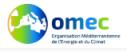 omec
Organisation Méditerranéenne
de l'Energie et du Climat